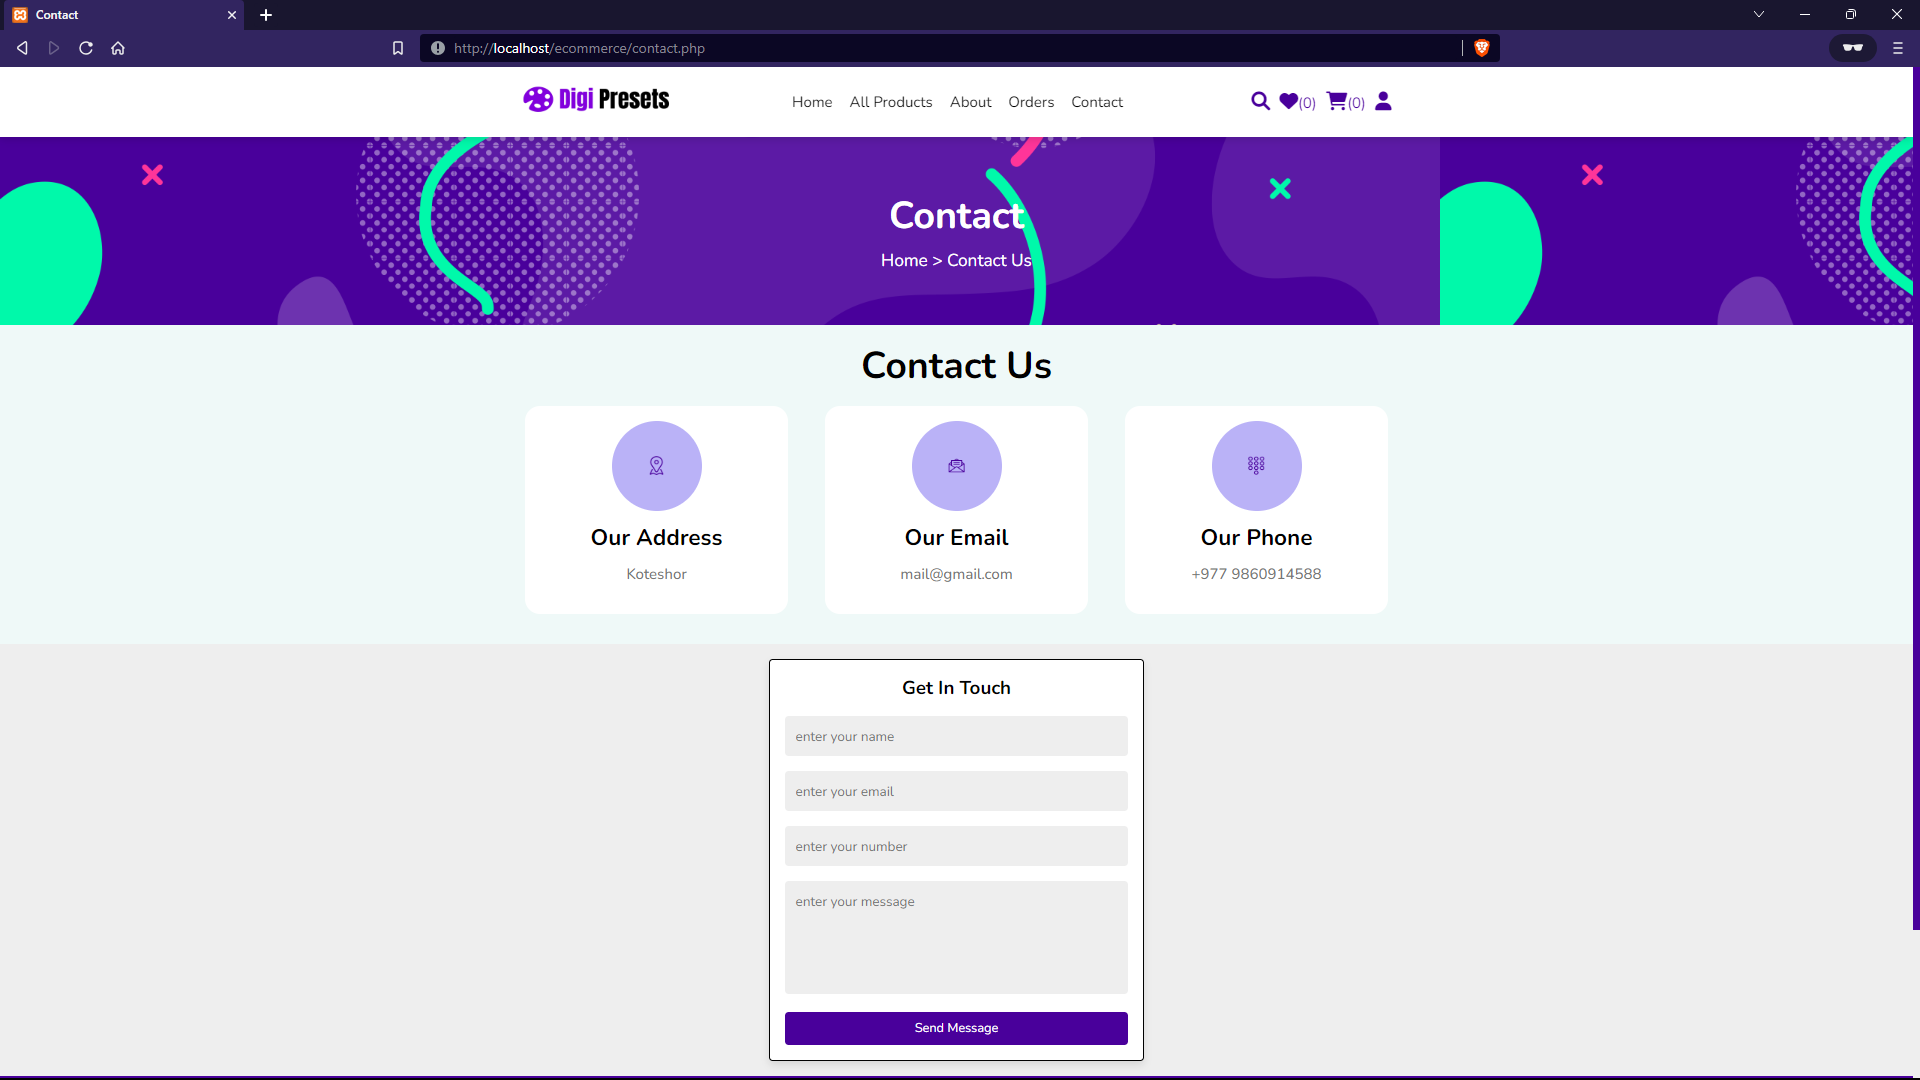 Contact
http://localhost/ecommerce/contact.php
Digi Presets
Home All Products About Orders Contact
(0) (0)
Contact
Home > Contact Us
Contact Us
Our Address
Koteshor
Our Email
mail@gmail.com
Our Phone
+977 9860914588
Get In Touch
enter your name
enter your email
enter your number
enter your message
Send Message